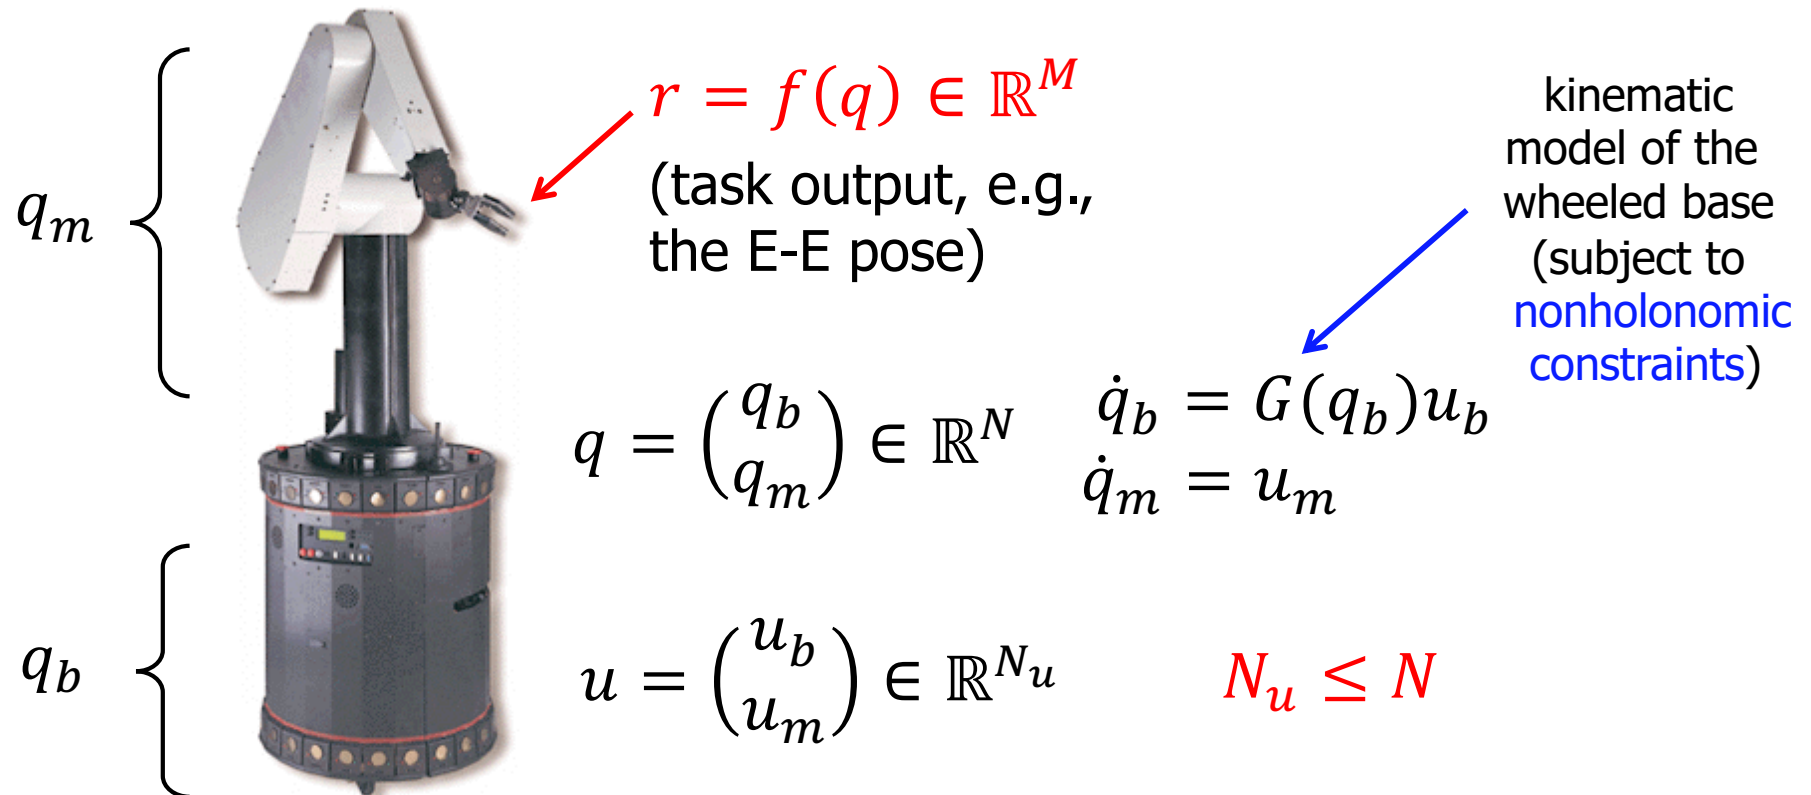 q_m
r = f(q) ∈ ℝ^M
(task output, e.g.,
the E-E pose)
kinematic
model of the
wheeled base
(subject to
nonholonomic
constraints)
q = (q_b q_m) ∈ ℝ^N
q̇_b = G(q_b)u_b
q̇_m = u_m
q_b
u = (u_b u_m) ∈ ℝ^{N_u}
N_u ≤ N